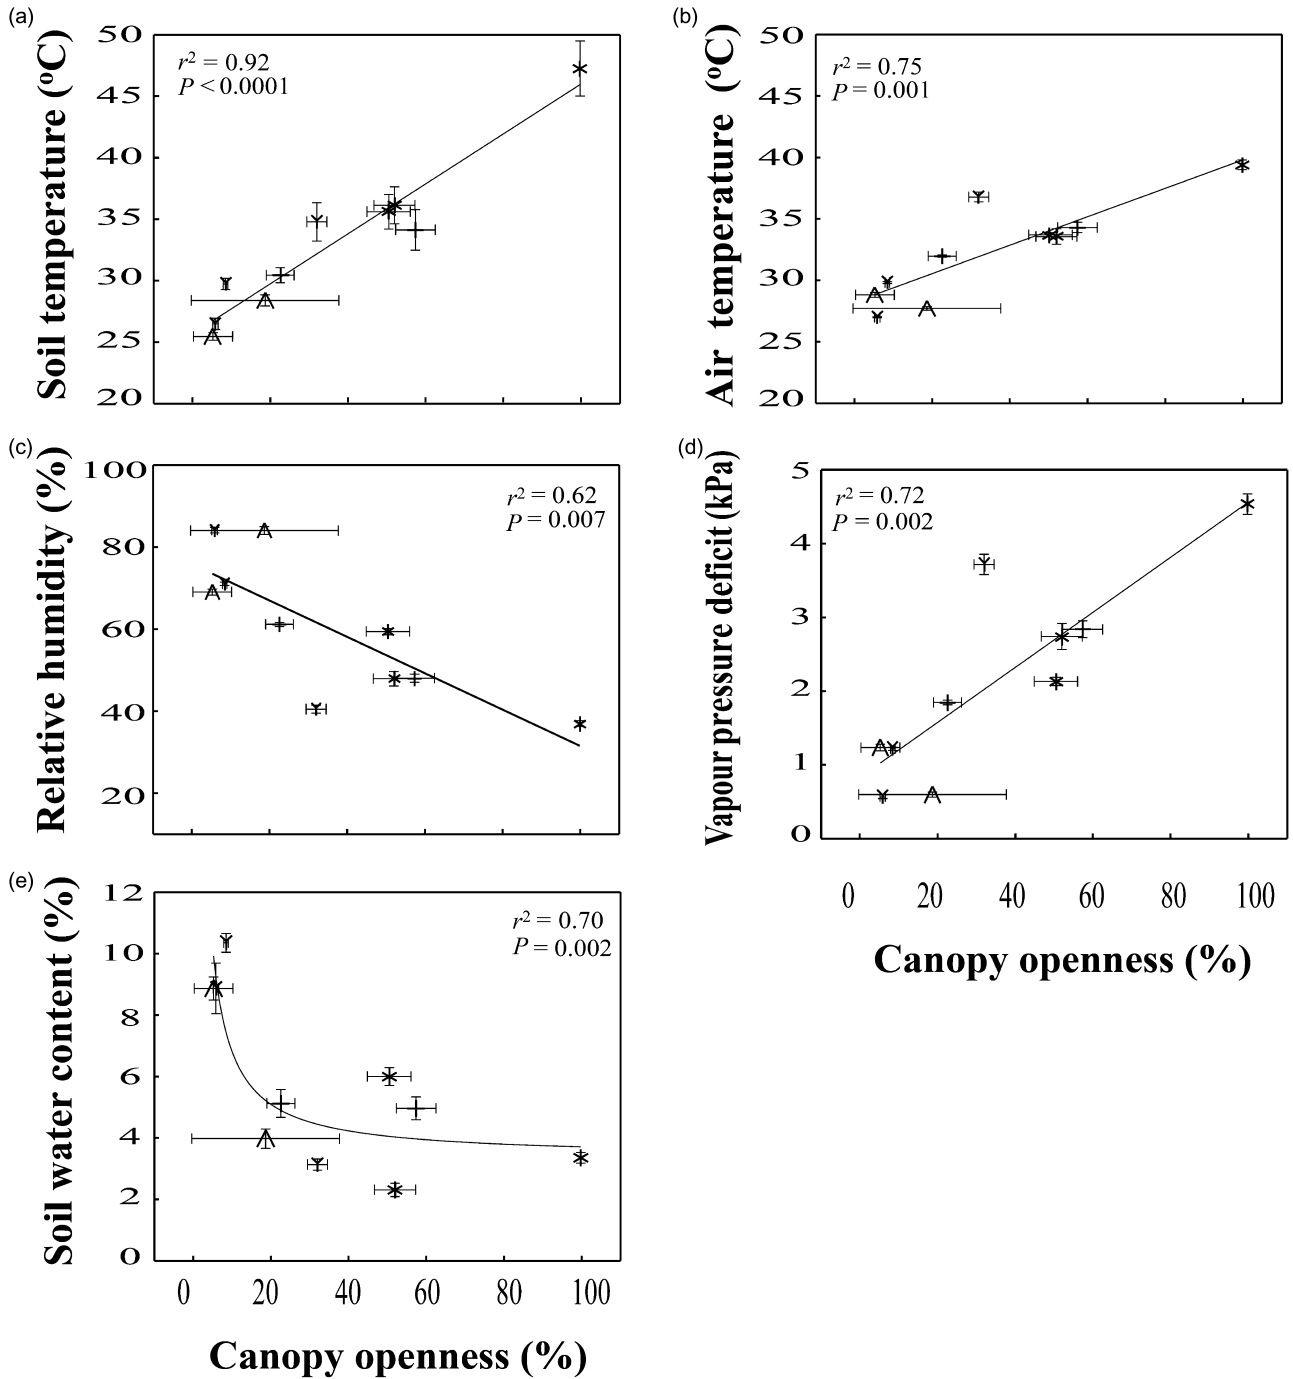 (a)
Soil temperature (ºC)
50
45
40
35
30
25
20
r² = 0.92
P < 0.0001
(b)
Air temperature (ºC)
50
45
40
35
30
25
20
r² = 0.75
P = 0.001
(c)
Relative humidity (%)
100
80
60
40
20
r² = 0.62
P = 0.007
(d)
Vapour pressure deficit (kPa)
5
4
3
2
1
0
r² = 0.72
P = 0.002
0 20 40 60 80 100
Canopy openness (%)
(e)
Soil water content (%)
12
10
8
6
4
2
0
r² = 0.70
P = 0.002
0 20 40 60 80 100
Canopy openness (%)